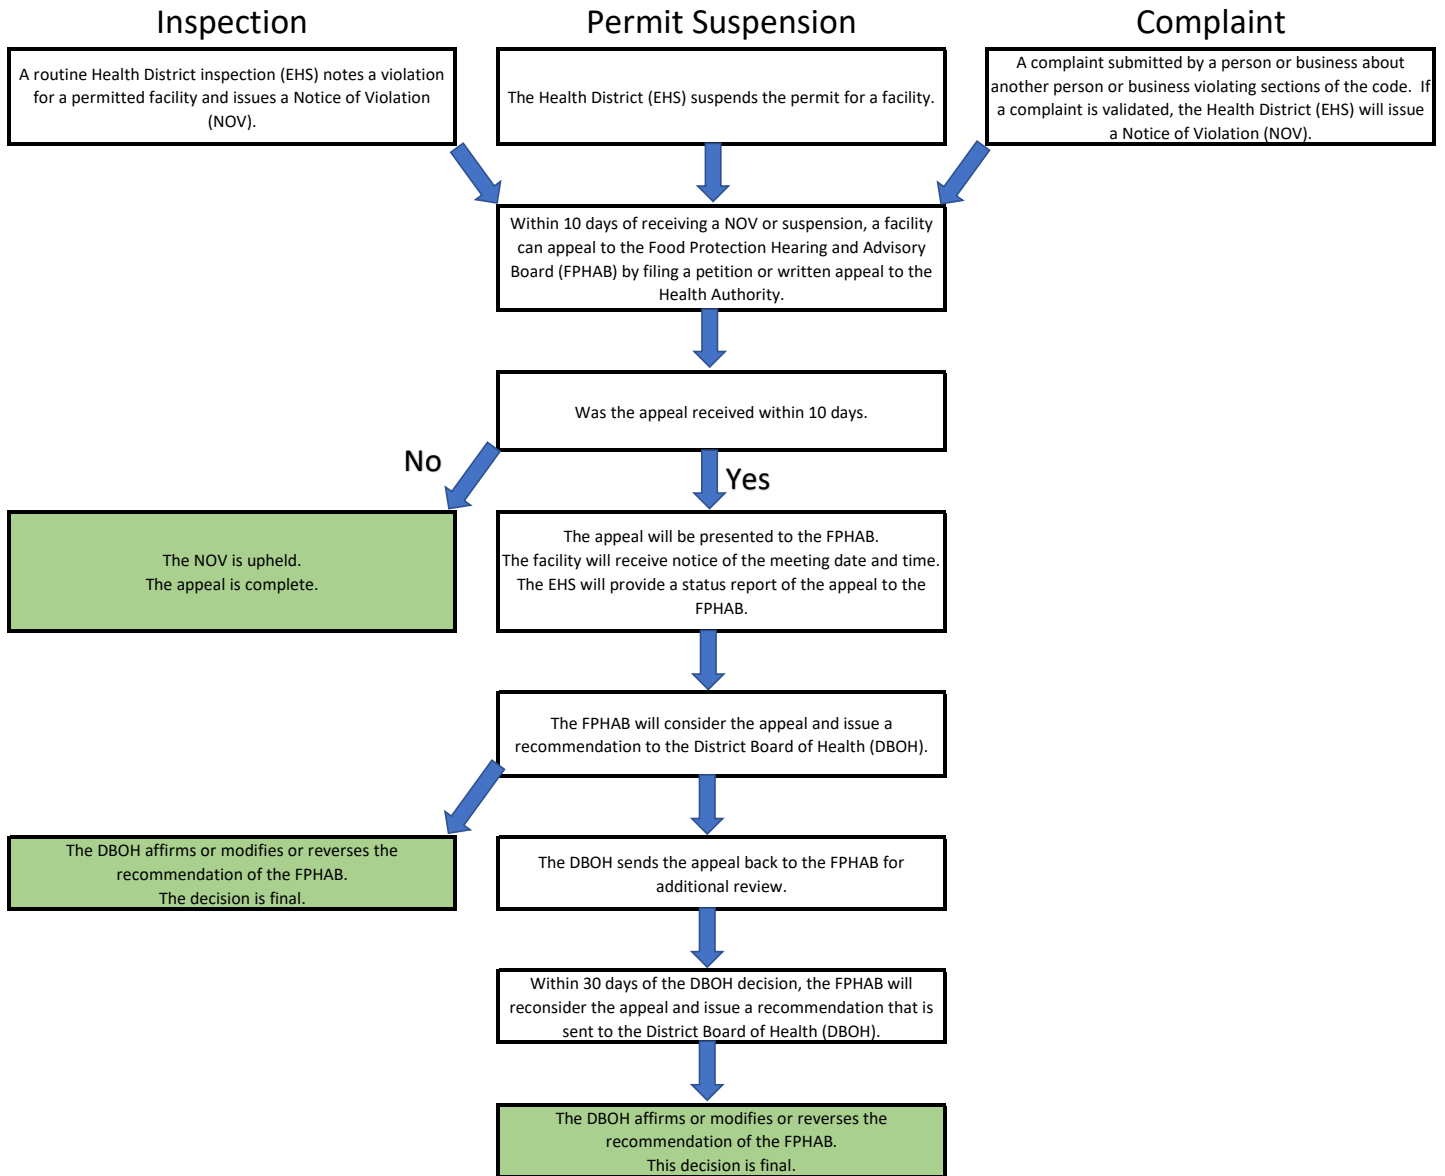 Inspection
Permit Suspension
Complaint
A routine Health District inspection (EHS) notes a violation
for a permitted facility and issues a Notice of Violation
(NOV).
The Health District (EHS) suspends the permit for a facility.
A complaint submitted by a person or business about
another person or business violating sections of the code.  If
a complaint is validated, the Health District (EHS) will issue
a Notice of Violation (NOV).
Within 10 days of receiving a NOV or suspension, a facility
can appeal to the Food Protection Hearing and Advisory
Board (FPHAB) by filing a petition or written appeal to the
Health Authority.
Was the appeal received within 10 days.
No
Yes
The NOV is upheld.
The appeal is complete.
The appeal will be presented to the FPHAB.
The facility will receive notice of the meeting date and time.
The EHS will provide a status report of the appeal to the
FPHAB.
The FPHAB will consider the appeal and issue a
recommendation to the District Board of Health (DBOH).
The DBOH affirms or modifies or reverses the
recommendation of the FPHAB.
The decision is final.
The DBOH sends the appeal back to the FPHAB for
additional review.
Within 30 days of the DBOH decision, the FPHAB will
reconsider the appeal and issue a recommendation that is
sent to the District Board of Health (DBOH).
The DBOH affirms or modifies or reverses the
recommendation of the FPHAB.
This decision is final.